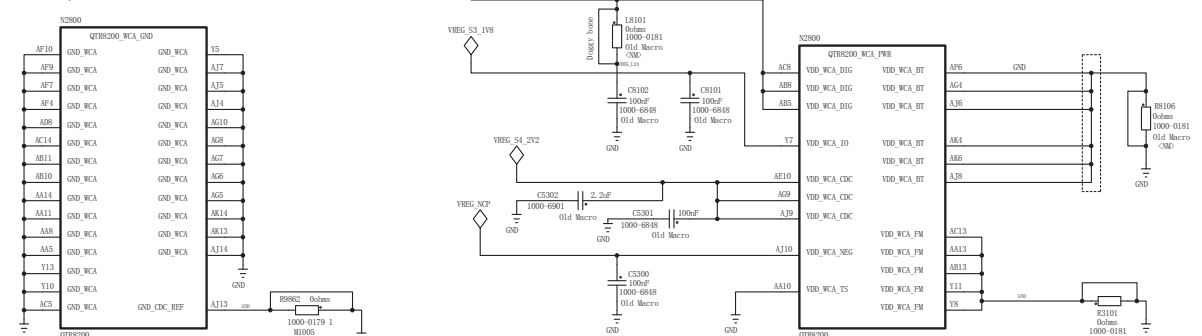 N2800
QTR8200_WCA_GND
AF10 GND_WCA GND_WCA Y5
AF9 GND_WCA GND_WCA AJ7
AF7 GND_WCA GND_WCA AJ5
AF4 GND_WCA GND_WCA AJ4
AD8 GND_WCA GND_WCA AG10
AC14 GND_WCA GND_WCA AG8
AB11 GND_WCA GND_WCA AG7
AB10 GND_WCA GND_WCA AG6
AA14 GND_WCA GND_WCA AG5
AA11 GND_WCA GND_WCA AK14
AA8 GND_WCA GND_WCA AK13
AA5 GND_WCA GND_WCA AJ14
Y13 GND_WCA
GND
Y10 GND_WCA
AC5 GND_WCA GND_CDC_REF AJ13 GND
R9862 0ohms
1000-0179 1
M1005
QTR8200
VREG_S3_1V8
Doggy bone
L8101
0ohms
1000-0181
Old Macro
<NM>
C8102
100nF
1000-6848
Old Macro
GND
C8101
100nF
1000-6848
Old Macro
GND
VREG_S4_2V2
C5302 2.2uF
1000-6901
Old Macro
GND
C5301 100nF
1000-6848
Old Macro
GND
VREG_NCP
C5300
100nF
1000-6848
Old Macro
GND
GND
N2800
QTR8200_WCA_PWR
AC8 VDD_WCA_DIG VDD_WCA_BT AF6 GND
AB8 VDD_WCA_DIG VDD_WCA_BT AG4
AB5 VDD_WCA_DIG VDD_WCA_BT AJ6
Y7 VDD_WCA_IO VDD_WCA_BT AK4
VDD_WCA_BT AK6
AE10 VDD_WCA_CDC VDD_WCA_BT AJ8
AG9 VDD_WCA_CDC
AJ9 VDD_WCA_CDC
VDD_WCA_FM AC13
AJ10 VDD_WCA_NEG VDD_WCA_FM AA13
VDD_WCA_FM AB13
AA10 VDD_WCA_TS VDD_WCA_FM Y11
VDD_WCA_FM Y8 GND
QTR8200
R8106
0ohms
1000-0181
Old Macro
<NM>
GND
R3101
0ohms
1000-0181